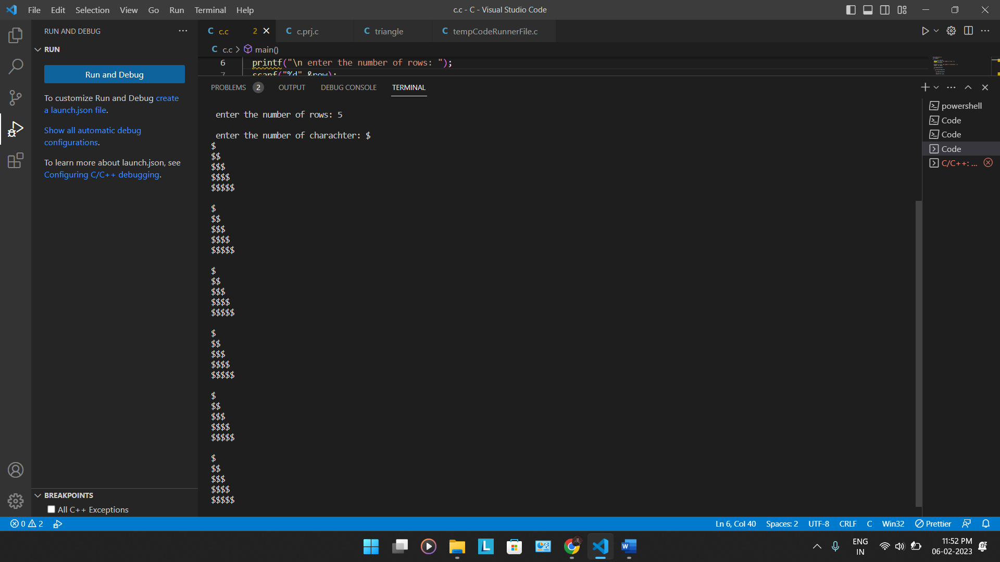 File Edit Selection View Go Run Terminal Help
c.c - C - Visual Studio Code
RUN AND DEBUG
RUN
Run and Debug
To customize Run and Debug create
a launch.json file.
Show all automatic debug
configurations.
To learn more about launch.json, see
Configuring C/C++ debugging.
BREAKPOINTS
All C++ Exceptions
C c.c 2
C c.prj.c
C triangle
C tempCodeRunnerFile.c
C c.c > main()
6 printf("\n enter the number of rows: ");
7 scanf("%d" &row);
PROBLEMS 2 OUTPUT DEBUG CONSOLE TERMINAL
enter the number of rows: 5
enter the number of charachter: $
$
$$
$$$
$$$$
$$$$$
$
$$
$$$
$$$$
$$$$$
$
$$
$$$
$$$$
$$$$$
$
$$
$$$
$$$$
$$$$$
$
$$
$$$
$$$$
$$$$$
$
$$
$$$
$$$$
$$$$$
powershell
Code
Code
Code
C/C++: ...
0 2
Ln 6, Col 40 Spaces: 2 UTF-8 CRLF C Win32 Prettier
L
W
ENG
IN
11:52 PM
06-02-2023